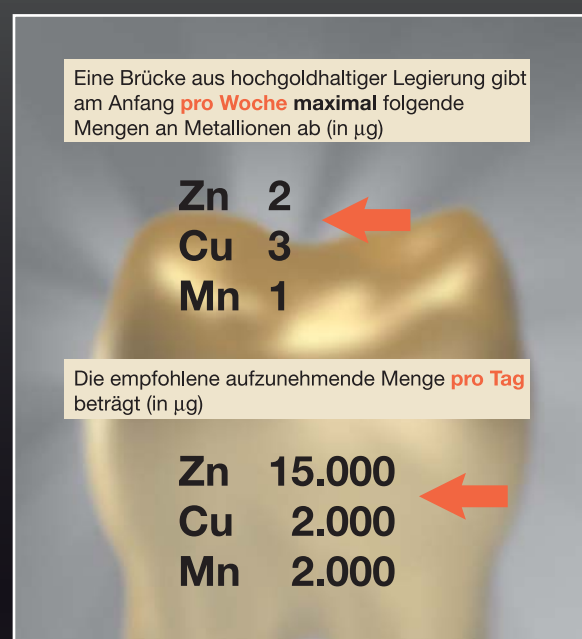 Eine Brücke aus hochgoldhaltiger Legierung gibt
am Anfang pro Woche maximal folgende
Mengen an Metallionen ab (in µg)
Zn 2
Cu 3
Mn 1
Die empfohlene aufzunehmende Menge pro Tag
beträgt (in µg)
Zn 15.000
Cu 2.000
Mn 2.000